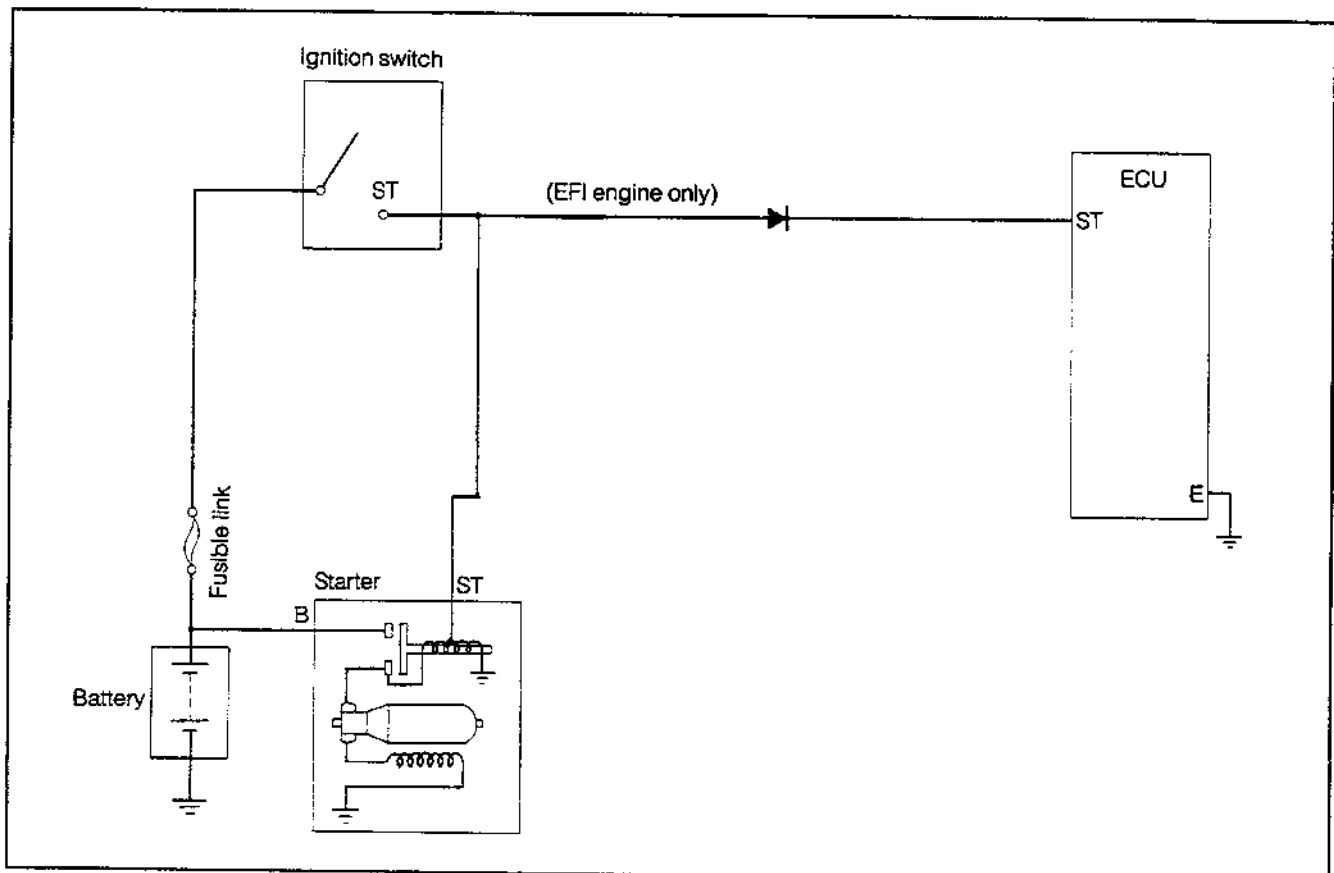 Ignition switch
ST
(EFI engine only)
ECU
ST
E
Fusible link
Starter
ST
B
Battery